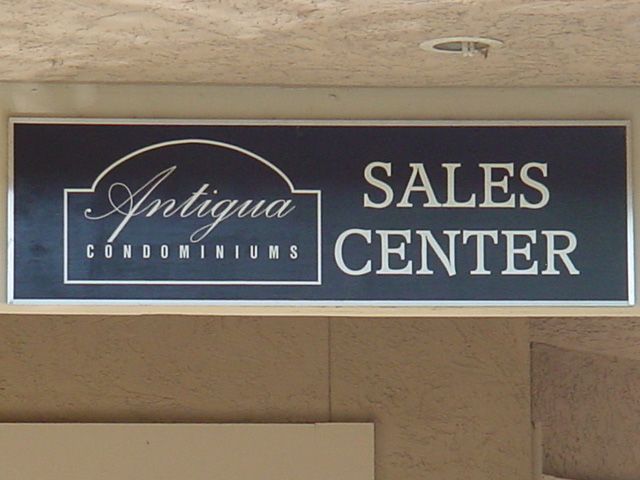 Antigua
CONDOMINIUMS
SALES
CENTER